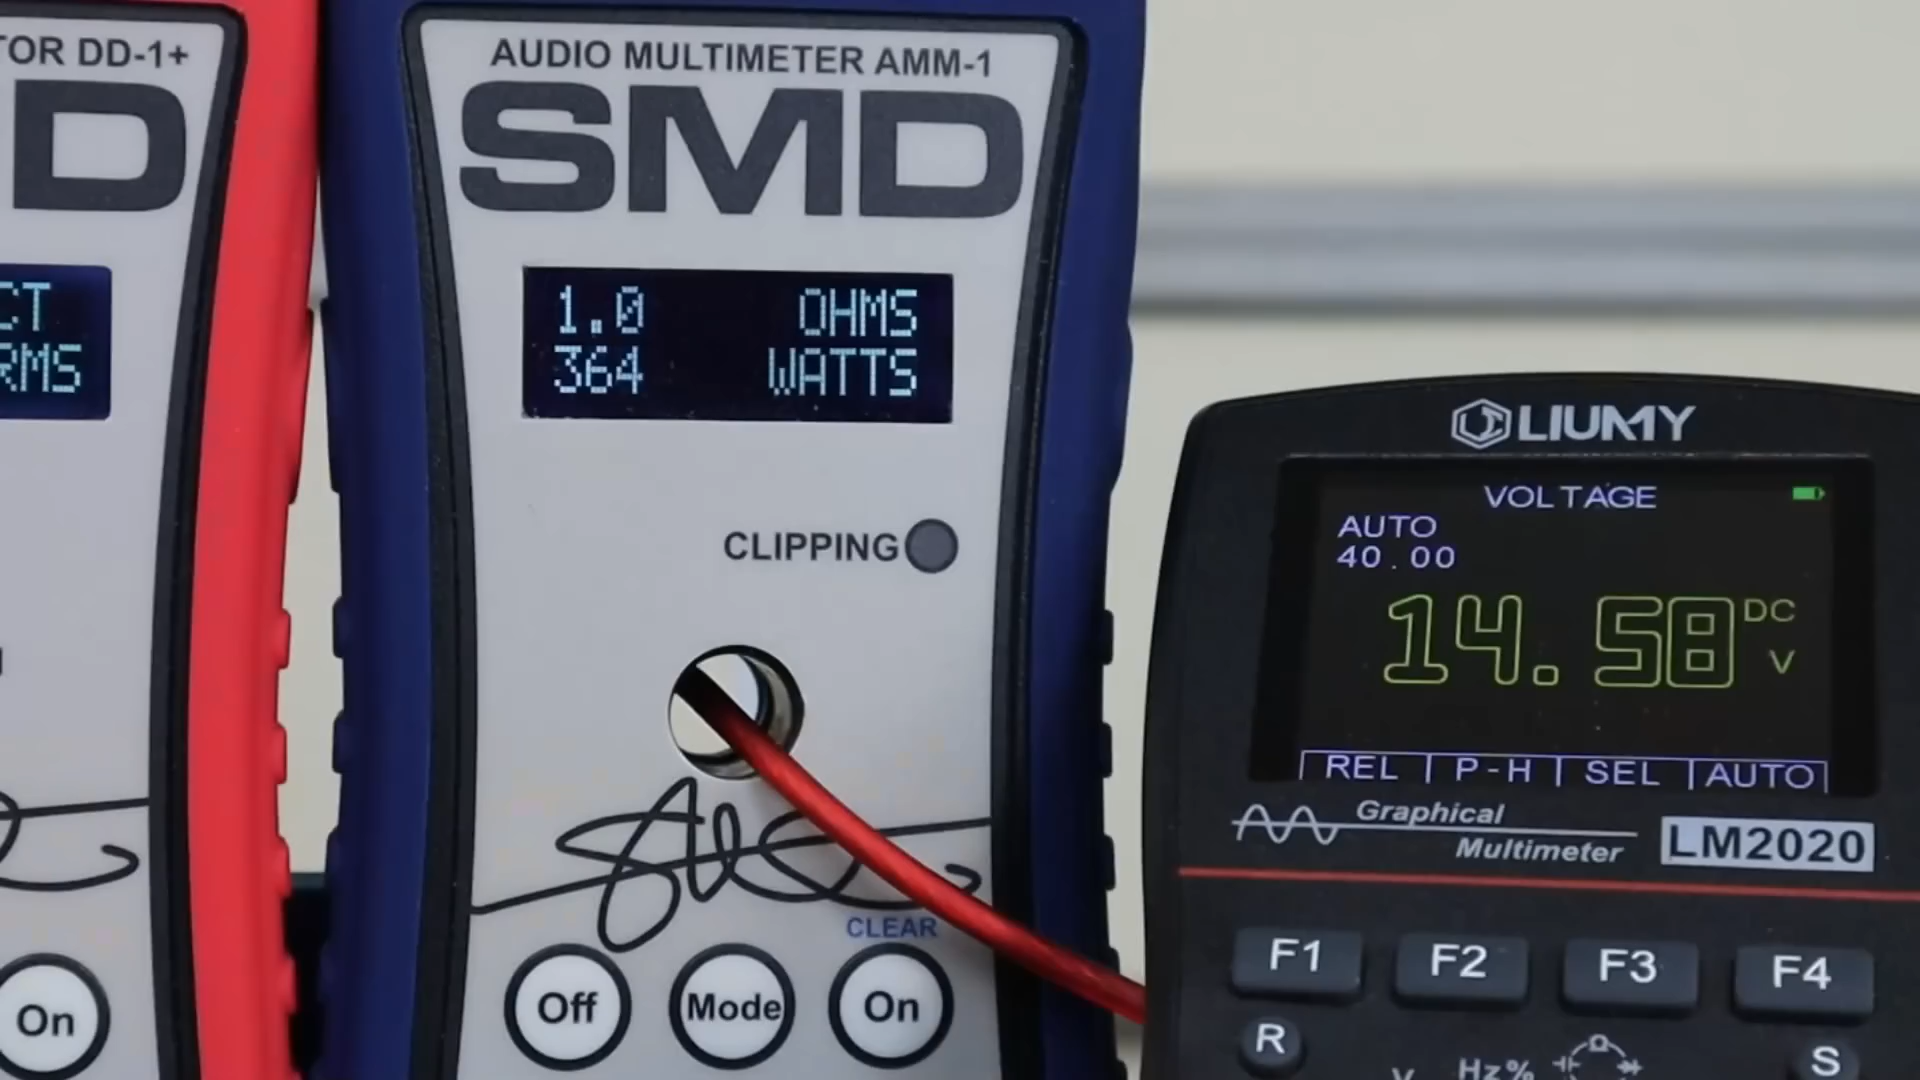 TOR DD-1+
D
CT
RMS
On
AUDIO MULTIMETER AMM-1
SMD
1.0 OHMS
364 WATTS
CLIPPING
CLEAR
Off
Mode
On
LIUMY
VOLTAGE
AUTO
40.00
14.58 DC V
REL P-H SEL AUTO
Graphical
Multimeter
LM2020
F1 F2 F3 F4
R
S
V Hz% Ω